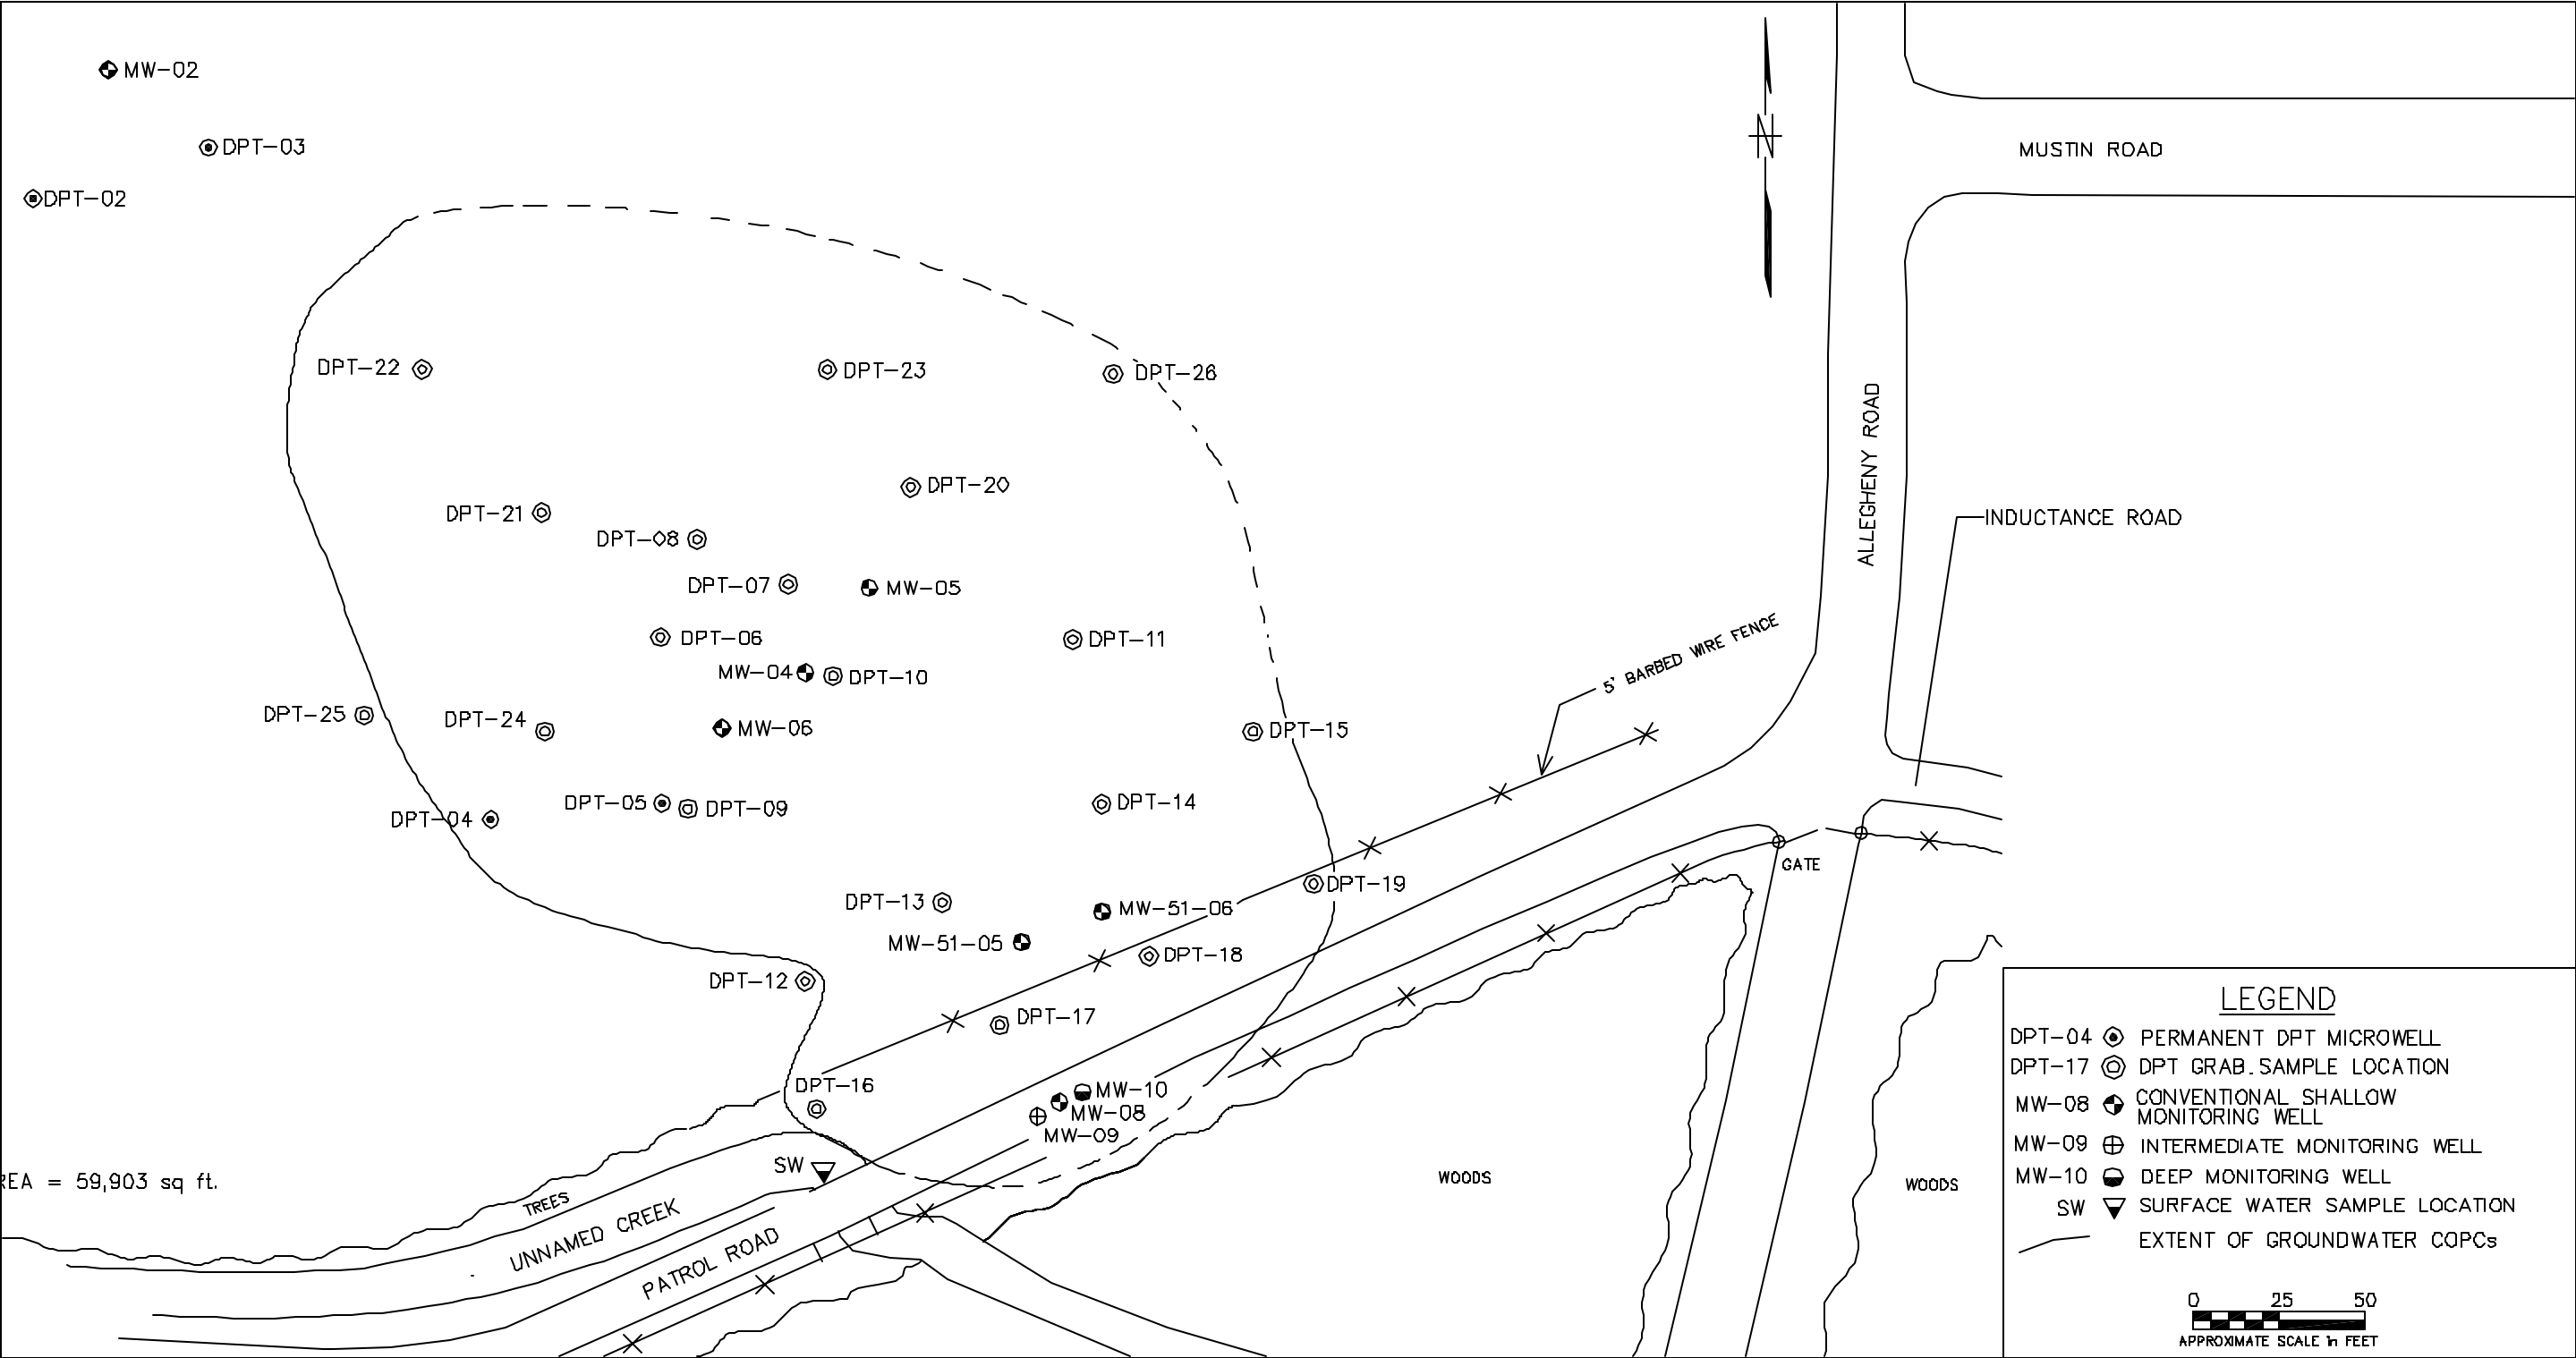 MW-02
DPT-03
DPT-02
N
MUSTIN ROAD
DPT-22
DPT-23
DPT-26
ALLEGHENY ROAD
DPT-20
DPT-21
INDUCTANCE ROAD
DPT-08
DPT-07
MW-05
DPT-06
DPT-11
5' BARBED WIRE FENCE
MW-04
DPT-10
DPT-25
DPT-24
MW-06
DPT-15
DPT-05
DPT-09
DPT-14
DPT-04
GATE
DPT-19
DPT-13
MW-51-06
MW-51-05
DPT-18
DPT-12
DPT-17
DPT-16
MW-10
MW-08
MW-09
SW
WOODS
WOODS
REA = 59,903 sq ft.
TREES
UNNAMED CREEK
PATROL ROAD
LEGEND
DPT-04 PERMANENT DPT MICROWELL
DPT-17 DPT GRAB.SAMPLE LOCATION
MW-08 CONVENTIONAL SHALLOW
MONITORING WELL
MW-09 INTERMEDIATE MONITORING WELL
MW-10 DEEP MONITORING WELL
SW SURFACE WATER SAMPLE LOCATION
EXTENT OF GROUNDWATER COPCs
0 25 50
APPROXIMATE SCALE in FEET